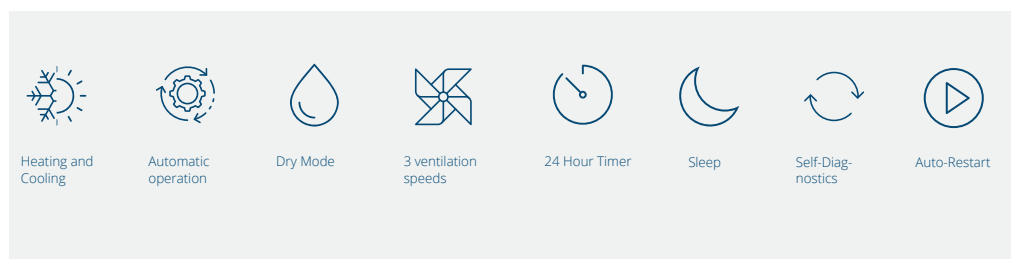 Heating and
Cooling
Automatic
operation
Dry Mode
3 ventilation
speeds
24 Hour Timer
Sleep
Self-Diag-
nostics
Auto-Restart